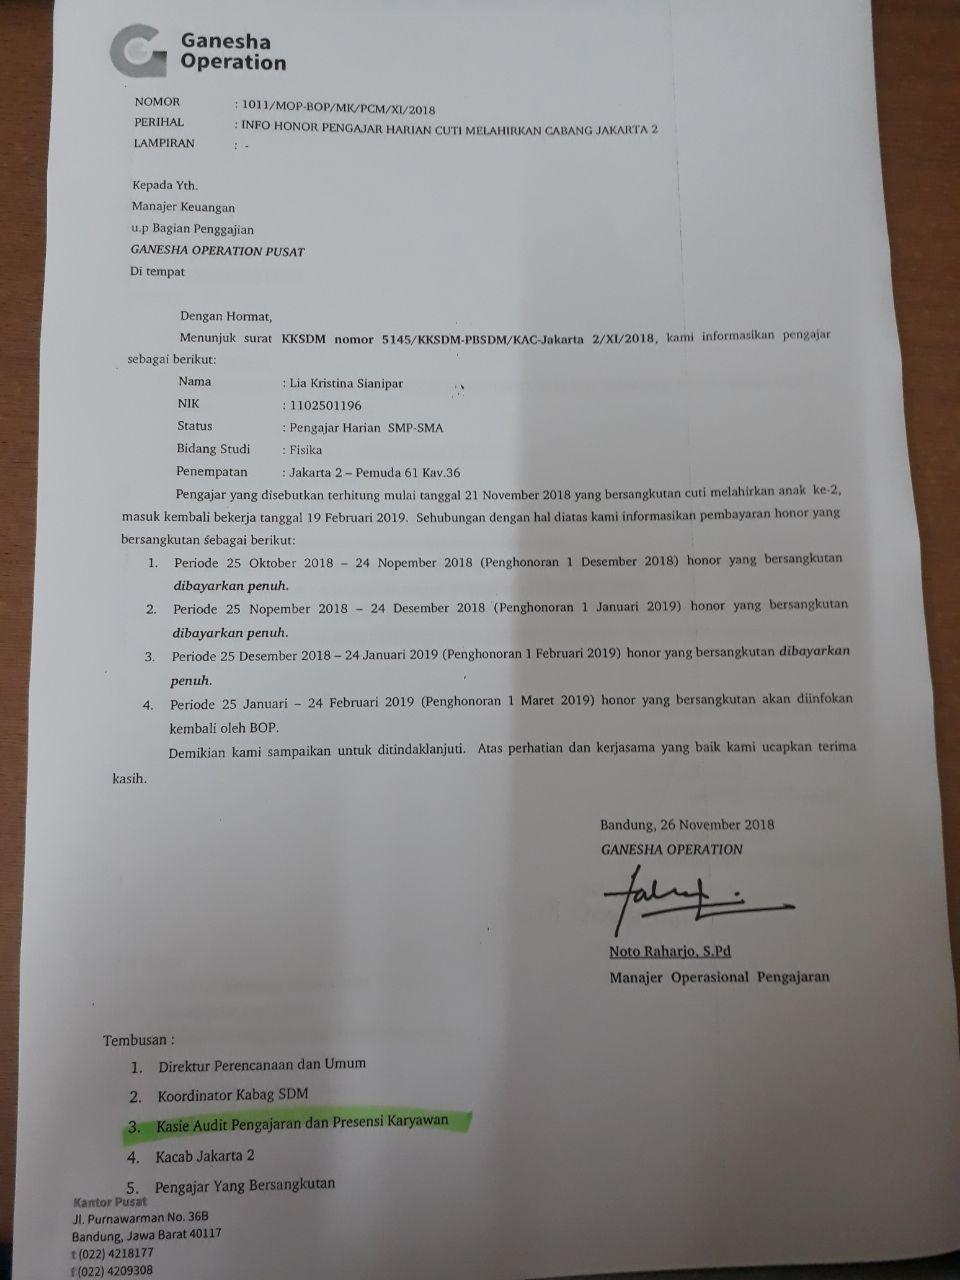 Ganesha
Operation
NOMOR : 1011/MOP-BOP/MK/PCM/XI/2018
PERIHAL : INFO HONOR PENGAJAR HARIAN CUTI MELAHIRKAN CABANG JAKARTA 2
LAMPIRAN : -
Kepada Yth.
Manajer Keuangan
u.p Bagian Penggajian
GANESHA OPERATION PUSAT
Di tempat
Dengan Hormat,
Menunjuk surat KKSDM nomor 5145/KKSDM-PBSDM/KAC-Jakarta 2/XI/2018, kami informasikan pengajar
sebagai berikut:
Nama : Lia Kristina Sianipar
NIK : 1102501196
Status : Pengajar Harian SMP-SMA
Bidang Studi : Fisika
Penempatan : Jakarta 2 – Pemuda 61 Kav.36
Pengajar yang disebutkan terhitung mulai tanggal 21 November 2018 yang bersangkutan cuti melahirkan anak ke-2,
masuk kembali bekerja tanggal 19 Februari 2019. Sehubungan dengan hal diatas kami informasikan pembayaran honor yang
bersangkutan sebagai berikut:
1. Periode 25 Oktober 2018 – 24 Nopember 2018 (Penghonoran 1 Desember 2018) honor yang bersangkutan
dibayarkan penuh.
2. Periode 25 Nopember 2018 – 24 Desember 2018 (Penghonoran 1 Januari 2019) honor yang bersangkutan
dibayarkan penuh.
3. Periode 25 Desember 2018 – 24 Januari 2019 (Penghonoran 1 Februari 2019) honor yang bersangkutan dibayarkan
penuh.
4. Periode 25 Januari – 24 Februari 2019 (Penghonoran 1 Maret 2019) honor yang bersangkutan akan diinfokan
kembali oleh BOP.
Demikian kami sampaikan untuk ditindaklanjuti. Atas perhatian dan kerjasama yang baik kami ucapkan terima
kasih.
Bandung, 26 November 2018
GANESHA OPERATION
Noto Raharjo, S.Pd
Manajer Operasional Pengajaran
Tembusan :
1. Direktur Perencanaan dan Umum
2. Koordinator Kabag SDM
3. Kasie Audit Pengajaran dan Presensi Karyawan
4. Kacab Jakarta 2
5. Pengajar Yang Bersangkutan
Kantor Pusat
Jl. Purnawarman No. 36B
Bandung, Jawa Barat 40117
t (022) 4218177
f (022) 4209308